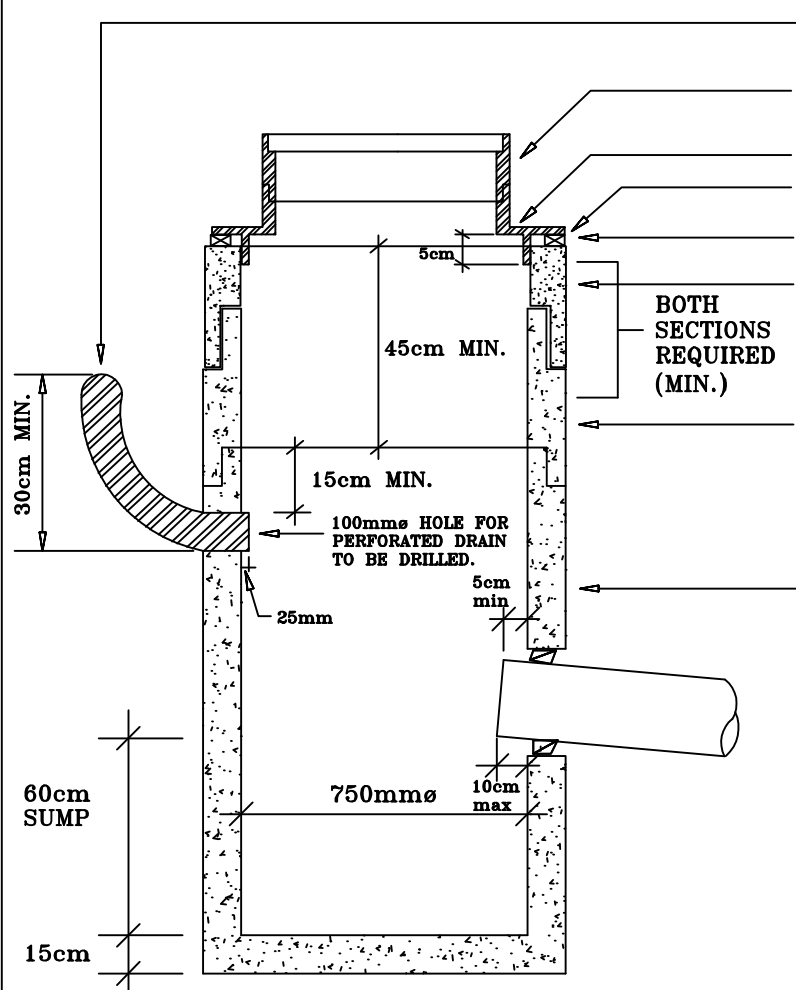 5cm
BOTH
SECTIONS
REQUIRED
(MIN.)
45cm MIN.
30cm MIN.
15cm MIN.
100mmø HOLE FOR
PERFORATED DRAIN
TO BE DRILLED.
5cm
min
25mm
60cm
SUMP
750mmø
10cm
max
15cm